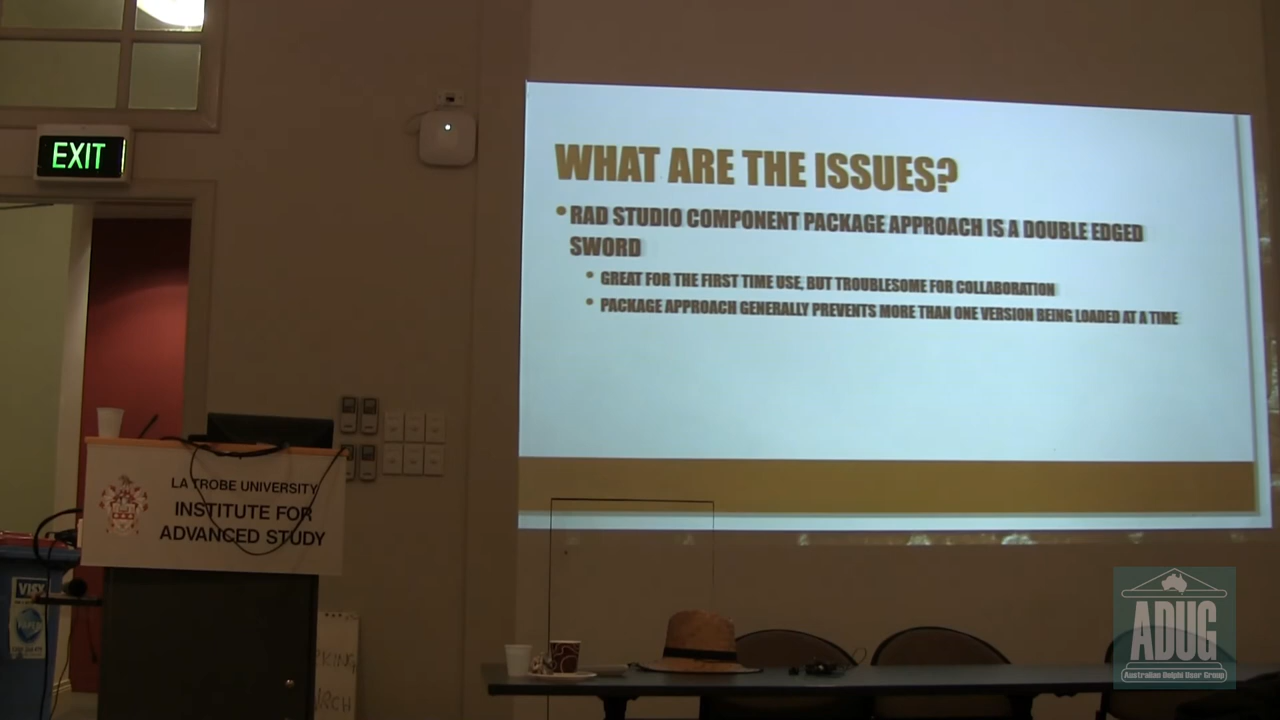 EXIT
WHAT ARE THE ISSUES?
RAD STUDIO COMPONENT PACKAGE APPROACH IS A DOUBLE EDGED
SWORD
GREAT FOR THE FIRST TIME USE, BUT TROUBLESOME FOR COLLABORATION
PACKAGE APPROACH GENERALLY PREVENTS MORE THAN ONE VERSION BEING LOADED AT A TIME
LA TROBE UNIVERSITY
INSTITUTE FOR
ADVANCED STUDY
VISY
ADUG
Australian Delphi User Group